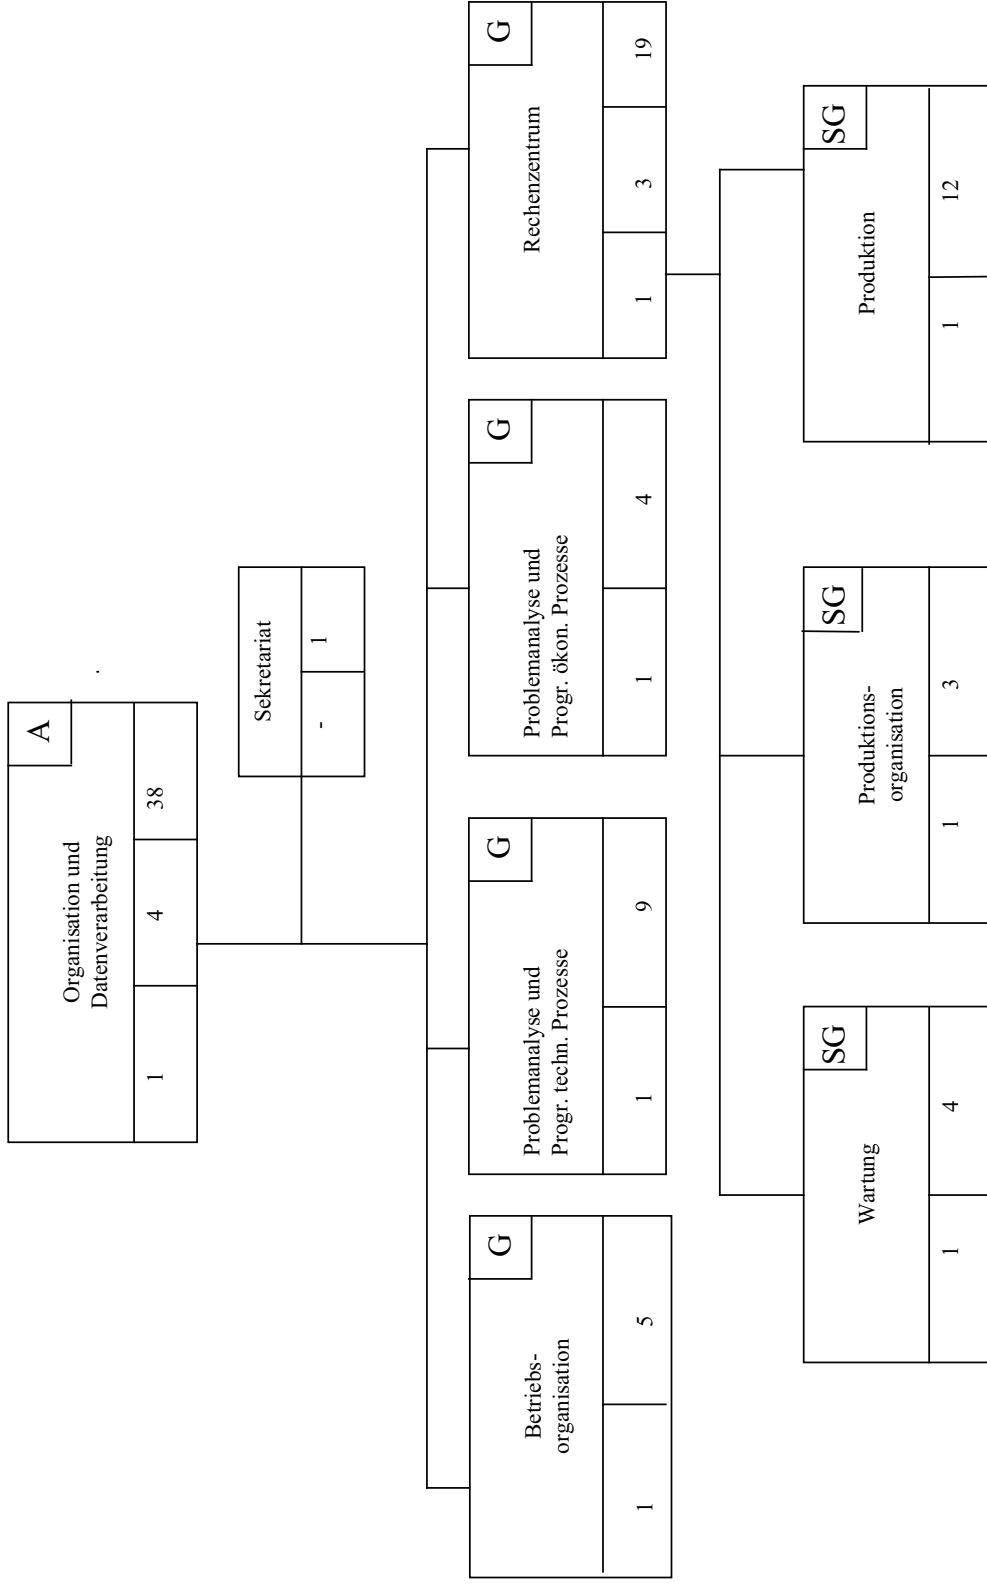 A
Organisation und
Datenverarbeitung
1 4 38
Sekretariat
- 1
G
Betriebs-
organisation
1 5
G
Problemanalyse und
Progr. techn. Prozesse
1 9
G
Problemanalyse und
Progr. ökon. Prozesse
1 4
G
Rechenzentrum
1 3 19
SG
Wartung
1 4
SG
Produktions-
organisation
1 3
SG
Produktion
1 12